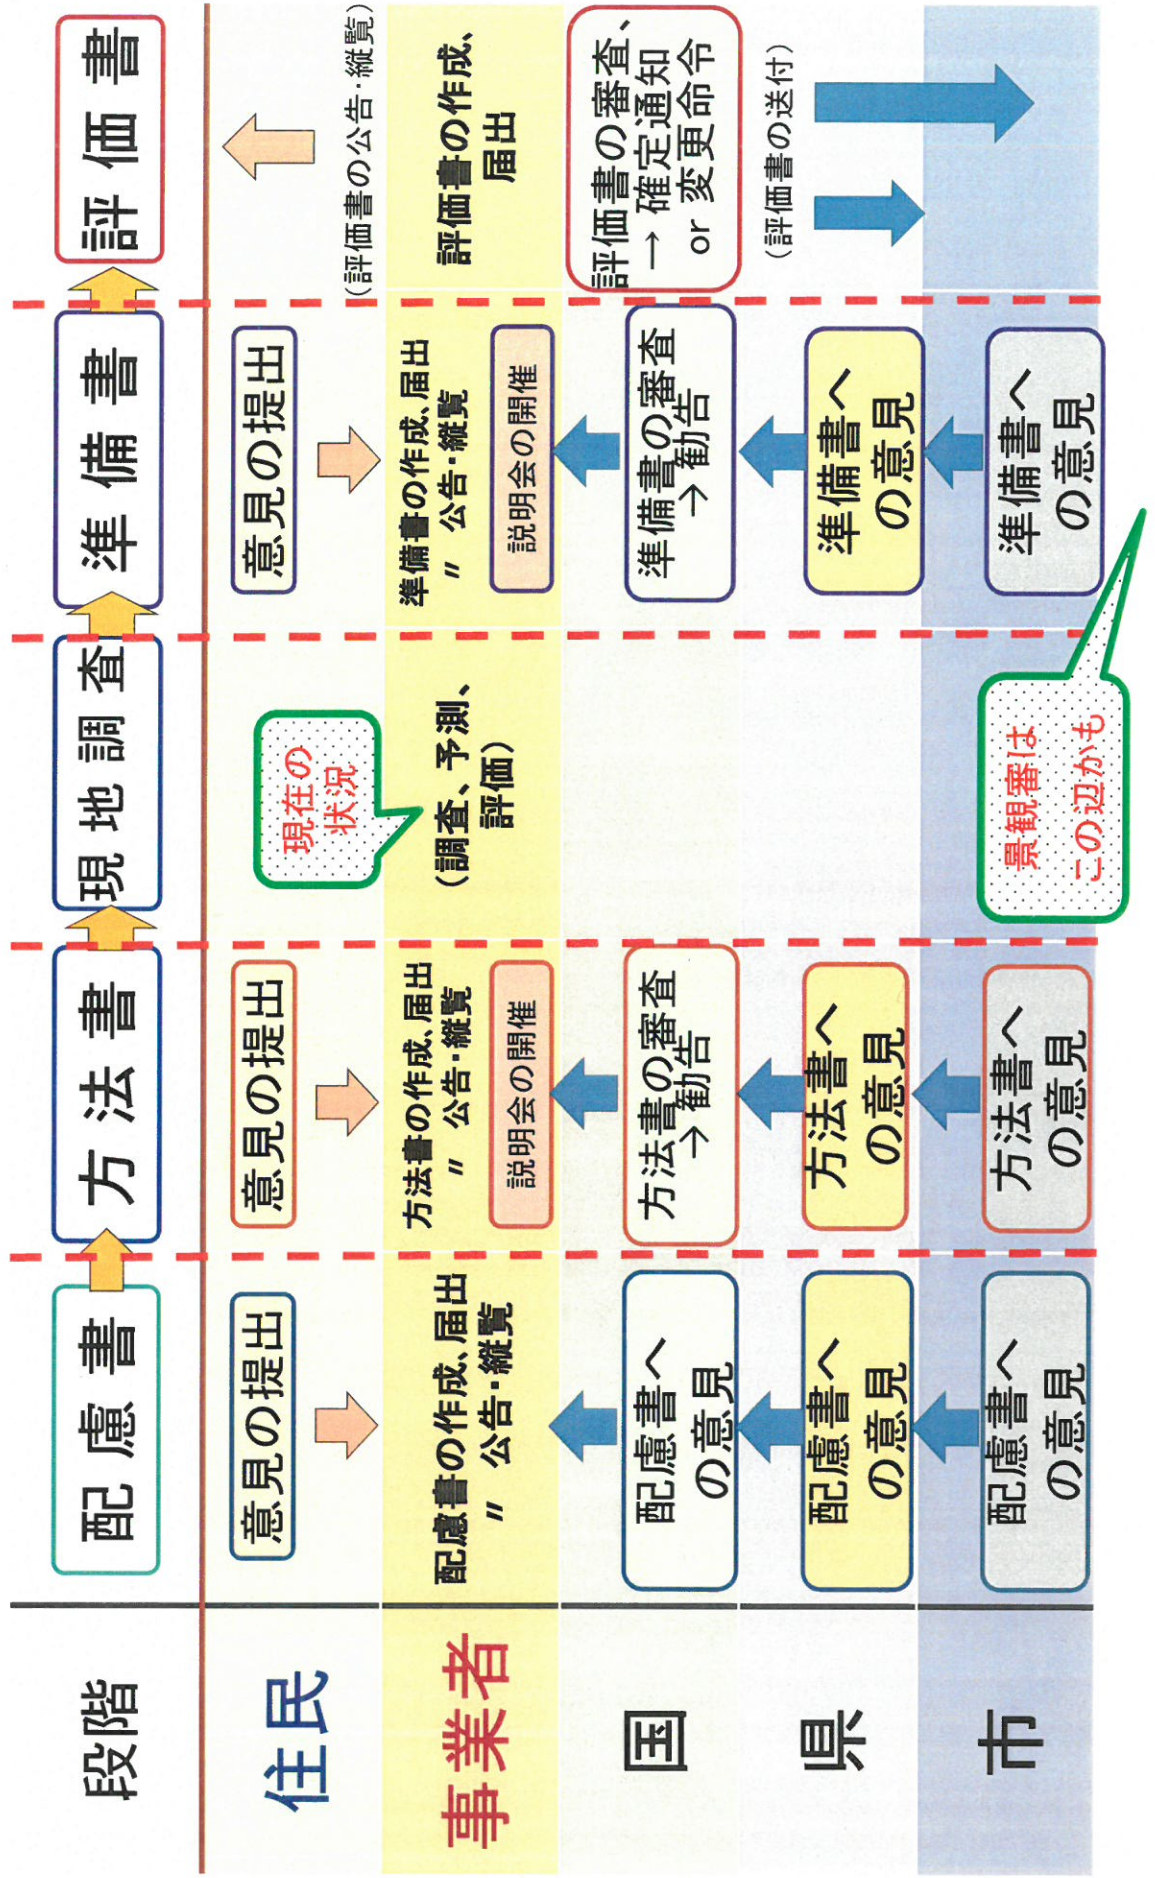 段階
配慮書
方法書
現地調査
準備書
評価書
住民
意見の提出
意見の提出
現在の
状況
意見の提出
(評価書の公告・縦覧)
事業者
配慮書の作成、届出
〃 公告・縦覧
方法書の作成、届出
〃 公告・縦覧
説明会の開催
(調査、予測、
評価)
準備書の作成、届出
〃 公告・縦覧
説明会の開催
評価書の作成、
届出
国
配慮書へ
の意見
方法書の審査
→ 勧告
準備書の審査
→ 勧告
評価書の審査、
→ 確定通知
or 変更命令
県
配慮書へ
の意見
方法書へ
の意見
準備書へ
の意見
(評価書の送付)
市
配慮書へ
の意見
方法書へ
の意見
景観審は
この辺かも
準備書へ
の意見